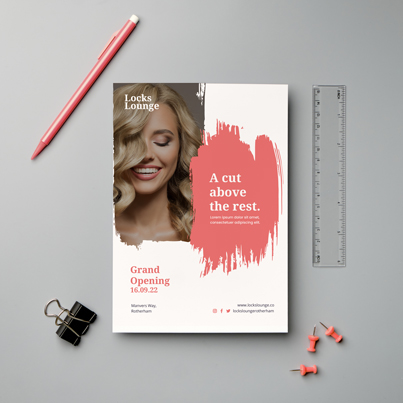 Locks
Lounge
A cut
above
the rest.
Lorem ipsum dolor sit amet,
consectetuer adipiscing elit.
Grand
Opening
16.09.22
Manvers Way,
Rotherham
www.lockslounge.co
lockslougerotherham